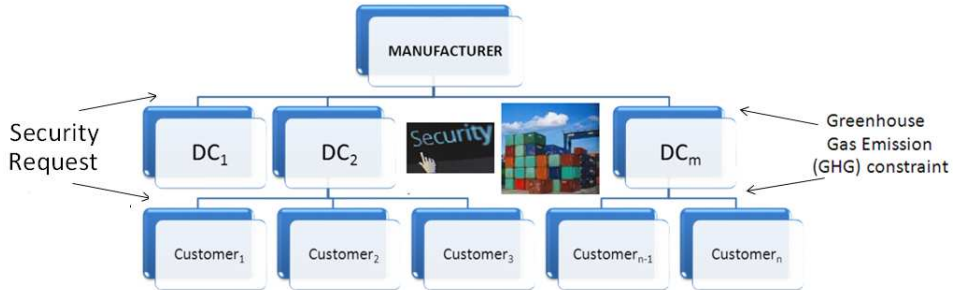 MANUFACTURER
Security
Request
DC₁
DC₂
Security
DCₘ
Greenhouse
Gas Emission
(GHG) constraint
Customer₁
Customer₂
Customer₃
Customerₙ₋₁
Customerₙ